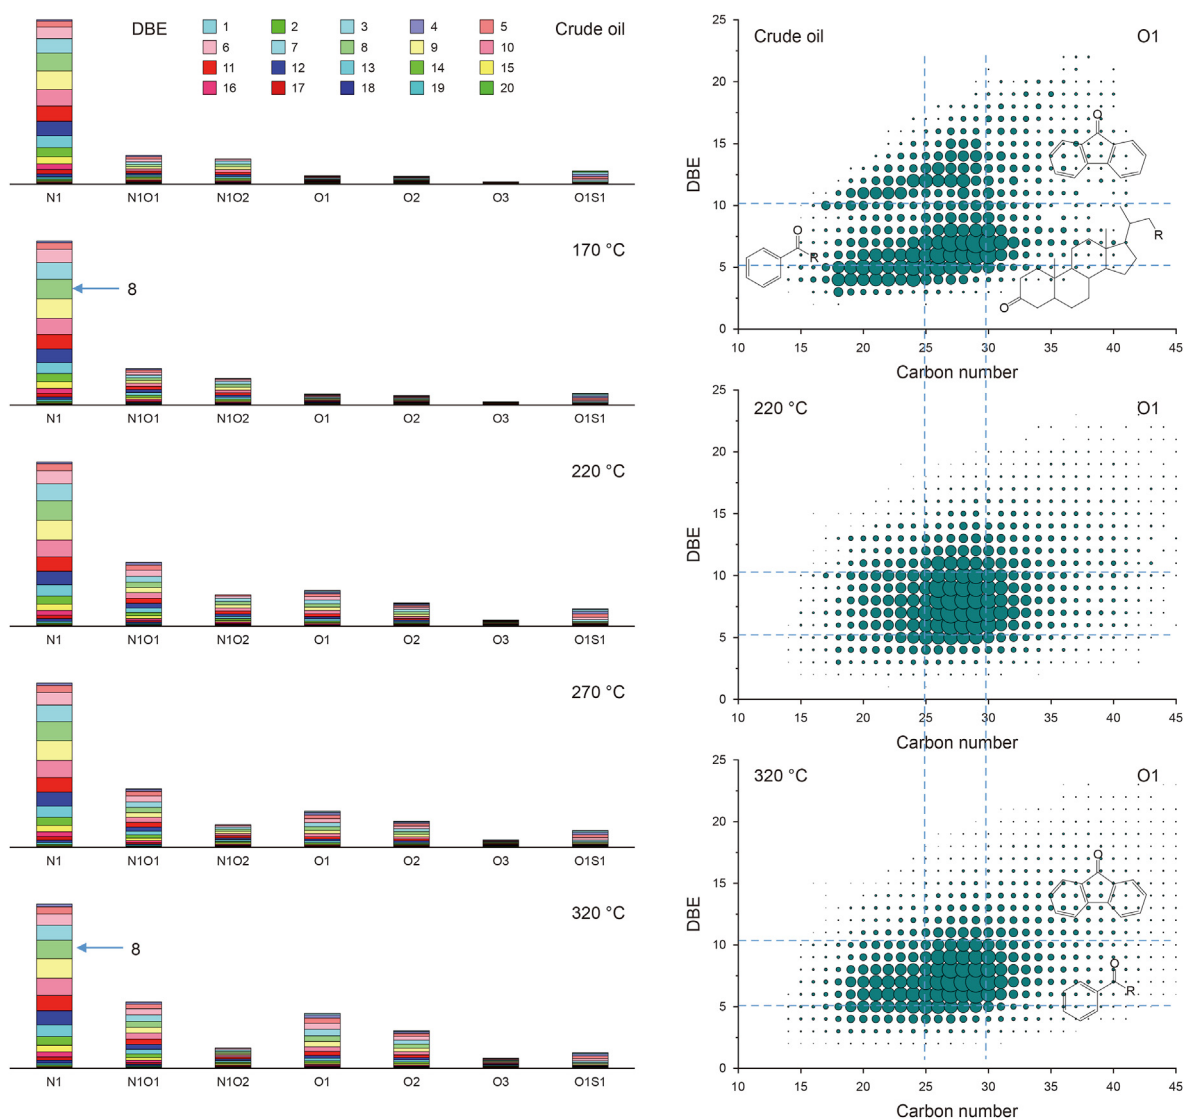 DBE
1 2 3 4 5
6 7 8 9 10
11 12 13 14 15
16 17 18 19 20
Crude oil
N1 N1O1 N1O2 O1 O2 O3 O1S1
170 °C
8
N1 N1O1 N1O2 O1 O2 O3 O1S1
220 °C
N1 N1O1 N1O2 O1 O2 O3 O1S1
270 °C
N1 N1O1 N1O2 O1 O2 O3 O1S1
320 °C
8
N1 N1O1 N1O2 O1 O2 O3 O1S1
Crude oil O1
DBE
25
20
15
10
5
0
O
O
R
R
O
10 15 20 25 30 35 40 45
Carbon number
220 °C O1
DBE
25
20
15
10
5
0
10 15 20 25 30 35 40 45
Carbon number
320 °C O1
DBE
25
20
15
10
5
0
O
O
R
10 15 20 25 30 35 40 45
Carbon number